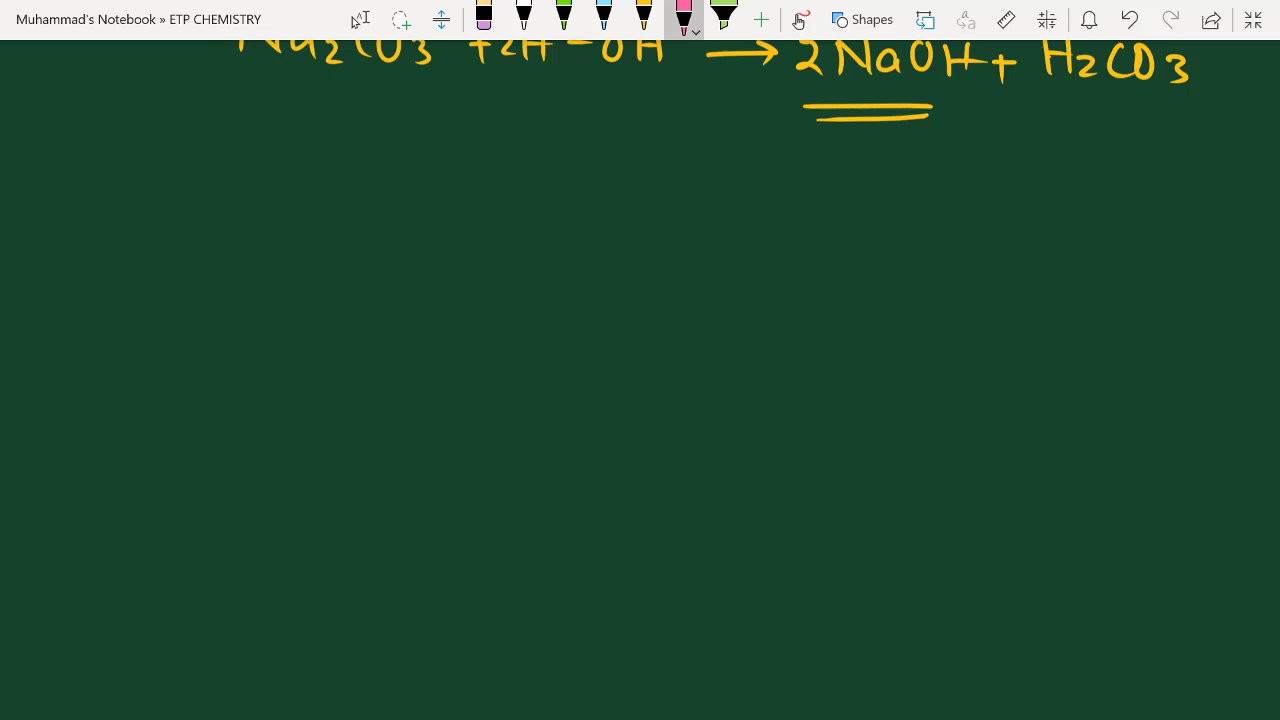 Muhammad's Notebook » ETP CHEMISTRY
Shapes
Na2CO3 + 2H-OH → 2NaOH + H2CO3